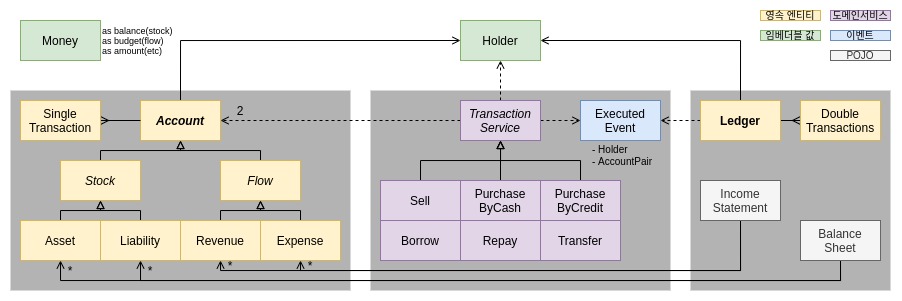 Money
as balance(stock)
as budget(flow)
as amount(etc)
Holder
영속 엔티티
도메인서비스
임베더블 값
이벤트
POJO
Single
Transaction
Account
2
Transaction
Service
Executed
Event
- Holder
- AccountPair
Ledger
Double
Transactions
Stock
Flow
Asset
Liability
Revenue
Expense
*
*
*
*
Sell
Purchase
ByCash
Purchase
ByCredit
Borrow
Repay
Transfer
Income
Statement
Balance
Sheet